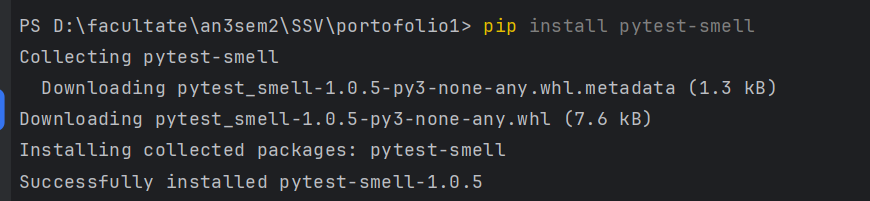 PS D:\facultate\an3sem2\SSV\portofolio1> pip install pytest-smell
Collecting pytest-smell
  Downloading pytest_smell-1.0.5-py3-none-any.whl.metadata (1.3 kB)
Downloading pytest_smell-1.0.5-py3-none-any.whl (7.6 kB)
Installing collected packages: pytest-smell
Successfully installed pytest-smell-1.0.5